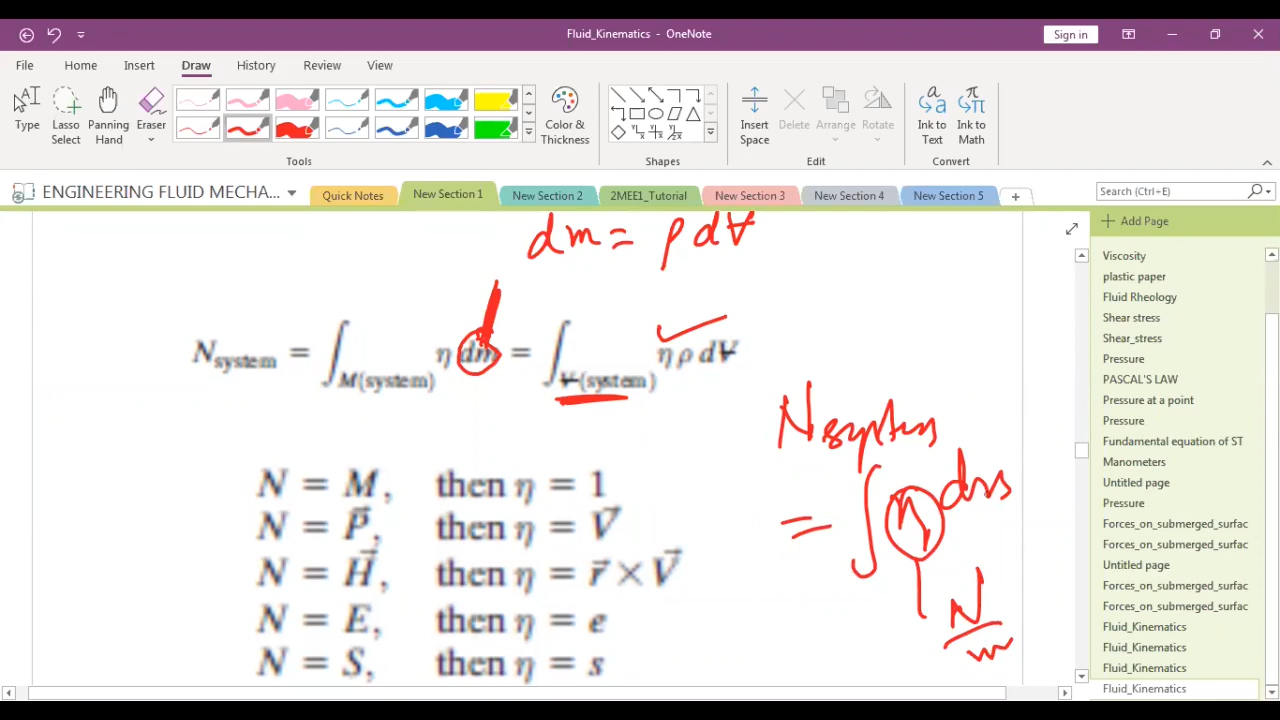 Fluid_Kinematics - OneNote
Sign in
File Home Insert Draw History Review View
Type
Lasso Select
Panning Hand
Eraser
Color & Thickness
Insert Space
Delete
Arrange
Rotate
Ink to Text
Ink to Math
Tools
Shapes
Edit
Convert
ENGINEERING FLUID MECHA...
Quick Notes
New Section 1
New Section 2
2MEE1_Tutorial
New Section 3
New Section 4
New Section 5
Search (Ctrl+E)
dm = ρ dV̶
N_system = ∫_M(system) η dm = ∫_V̶(system) η ρ dV̶
N = M, then η = 1
N = P⃗, then η = V⃗
N = H⃗, then η = r⃗ × V⃗
N = E, then η = e
N = S, then η = s
N system
= ∫ η dm
N
m
Add Page
Viscosity
plastic paper
Fluid Rheology
Shear stress
Shear_stress
Pressure
PASCAL'S LAW
Pressure at a point
Pressure
Fundamental equation of ST
Manometers
Untitled page
Pressure
Forces_on_submerged_surfac
Forces_on_submerged_surfac
Untitled page
Forces_on_submerged_surfac
Forces_on_submerged_surfac
Fluid_Kinematics
Fluid_Kinematics
Fluid_Kinematics
Fluid_Kinematics